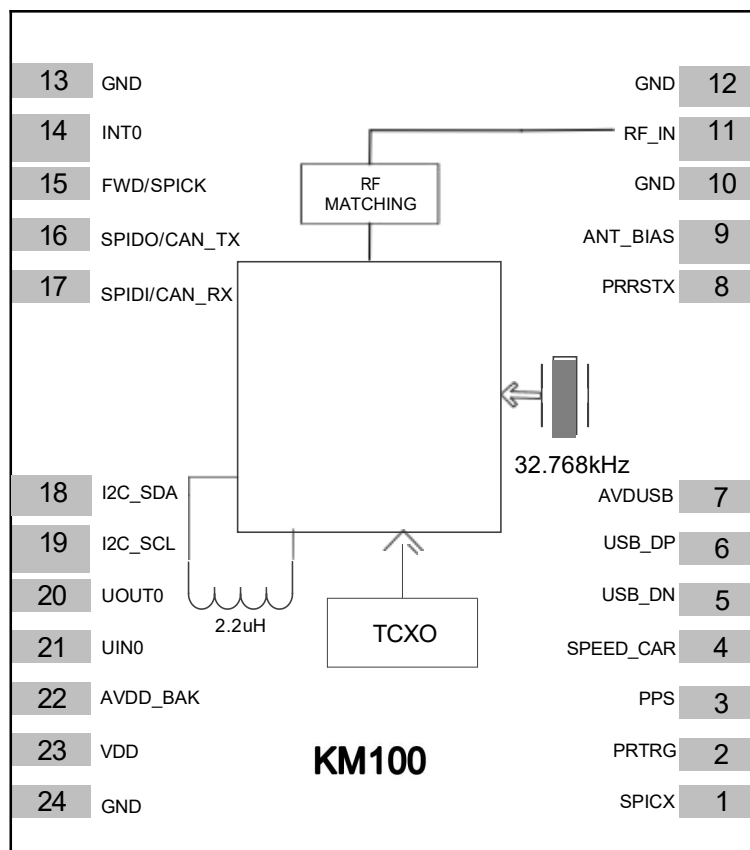 13 GND
GND 12
14 INT0
RF_IN 11
15 FWD/SPICK
RF
MATCHING
GND 10
16 SPIDO/CAN_TX
ANT_BIAS 9
17 SPIDI/CAN_RX
PRRSTX 8
32.768kHz
18 I2C_SDA
AVDUSB 7
19 I2C_SCL
USB_DP 6
20 UOUT0
USB_DN 5
2.2uH
TCXO
21 UIN0
SPEED_CAR 4
22 AVDD_BAK
PPS 3
23 VDD
KM100
PRTRG 2
24 GND
SPICX 1